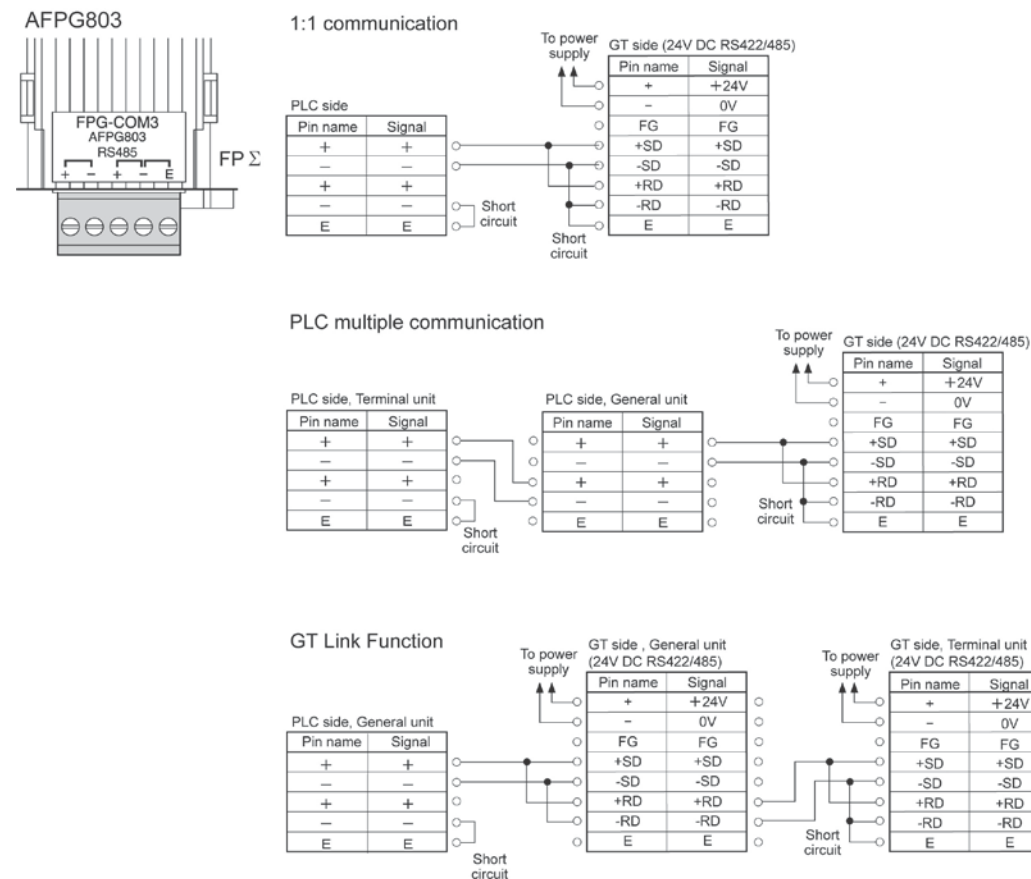 AFPG803
FPG-COM3
AFPG803
RS485
+ − + − E
FP Σ
1:1 communication
PLC side
Pin name Signal
+ +
− −
+ +
− −
E E
Short
circuit
To power
supply
GT side (24V DC RS422/485)
Pin name Signal
+ +24V
− 0V
FG FG
+SD +SD
-SD -SD
+RD +RD
-RD -RD
E E
Short
circuit
PLC multiple communication
PLC side, Terminal unit
Pin name Signal
+ +
− −
+ +
− −
E E
Short
circuit
PLC side, General unit
Pin name Signal
+ +
− −
+ +
− −
E E
To power
supply
GT side (24V DC RS422/485)
Pin name Signal
+ +24V
− 0V
FG FG
+SD +SD
-SD -SD
+RD +RD
-RD -RD
E E
Short
circuit
GT Link Function
PLC side, General unit
Pin name Signal
+ +
− −
+ +
− −
E E
Short
circuit
To power
supply
GT side , General unit
(24V DC RS422/485)
Pin name Signal
+ +24V
− 0V
FG FG
+SD +SD
-SD -SD
+RD +RD
-RD -RD
E E
To power
supply
GT side, Terminal unit
(24V DC RS422/485)
Pin name Signal
+ +24V
− 0V
FG FG
+SD +SD
-SD -SD
+RD +RD
-RD -RD
E E
Short
circuit